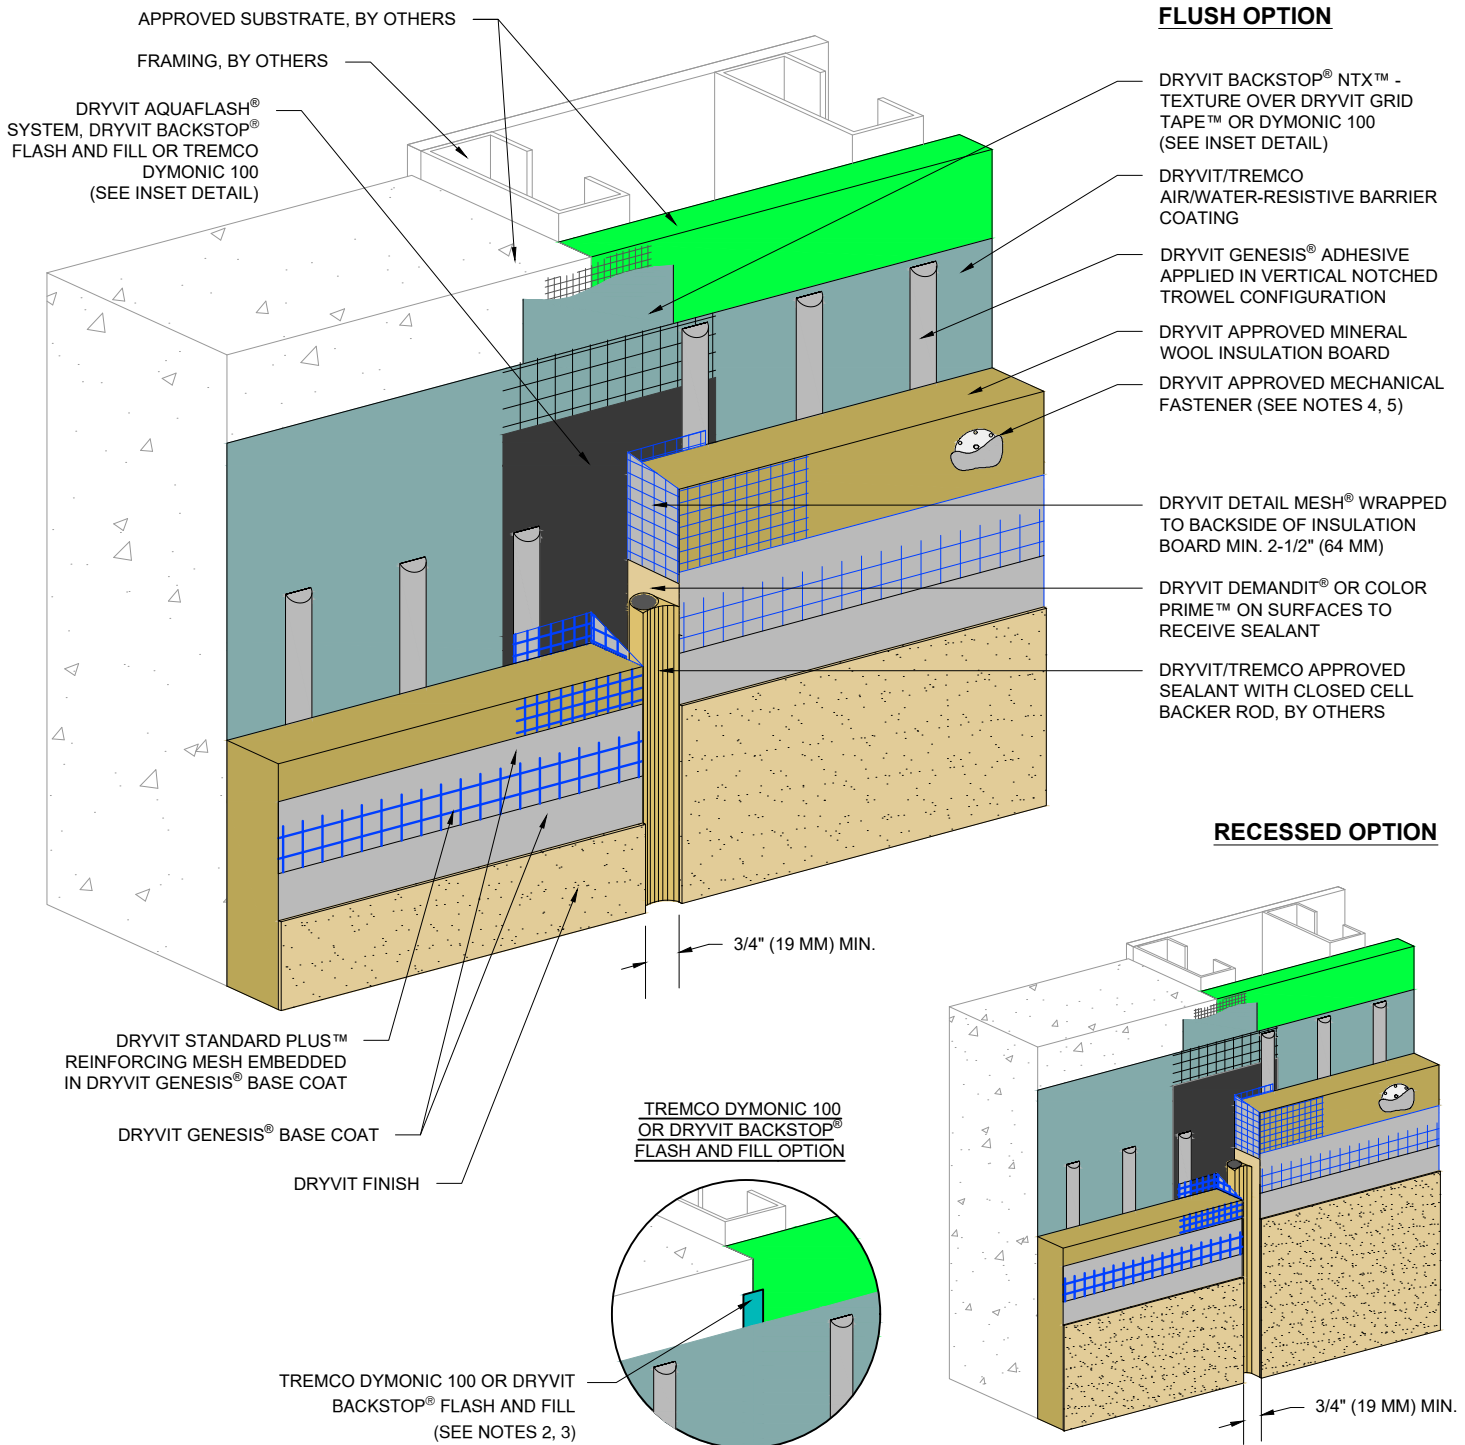 APPROVED SUBSTRATE, BY OTHERS
FRAMING, BY OTHERS
DRYVIT AQUAFLASH®
SYSTEM, DRYVIT BACKSTOP®
FLASH AND FILL OR TREMCO
DYMONIC 100
(SEE INSET DETAIL)
FLUSH OPTION
DRYVIT BACKSTOP® NTX™ -
TEXTURE OVER DRYVIT GRID
TAPE™ OR DYMONIC 100
(SEE INSET DETAIL)
DRYVIT/TREMCO
AIR/WATER-RESISTIVE BARRIER
COATING
DRYVIT GENESIS® ADHESIVE
APPLIED IN VERTICAL NOTCHED
TROWEL CONFIGURATION
DRYVIT APPROVED MINERAL
WOOL INSULATION BOARD
DRYVIT APPROVED MECHANICAL
FASTENER (SEE NOTES 4, 5)
DRYVIT DETAIL MESH® WRAPPED
TO BACKSIDE OF INSULATION
BOARD MIN. 2-1/2" (64 MM)
DRYVIT DEMANDIT® OR COLOR
PRIME™ ON SURFACES TO
RECEIVE SEALANT
DRYVIT/TREMCO APPROVED
SEALANT WITH CLOSED CELL
BACKER ROD, BY OTHERS
3/4" (19 MM) MIN.
DRYVIT STANDARD PLUS™
REINFORCING MESH EMBEDDED
IN DRYVIT GENESIS® BASE COAT
DRYVIT GENESIS® BASE COAT
DRYVIT FINISH
TREMCO DYMONIC 100
OR DRYVIT BACKSTOP®
FLASH AND FILL OPTION
TREMCO DYMONIC 100 OR DRYVIT
BACKSTOP® FLASH AND FILL
(SEE NOTES 2, 3)
RECESSED OPTION
3/4" (19 MM) MIN.